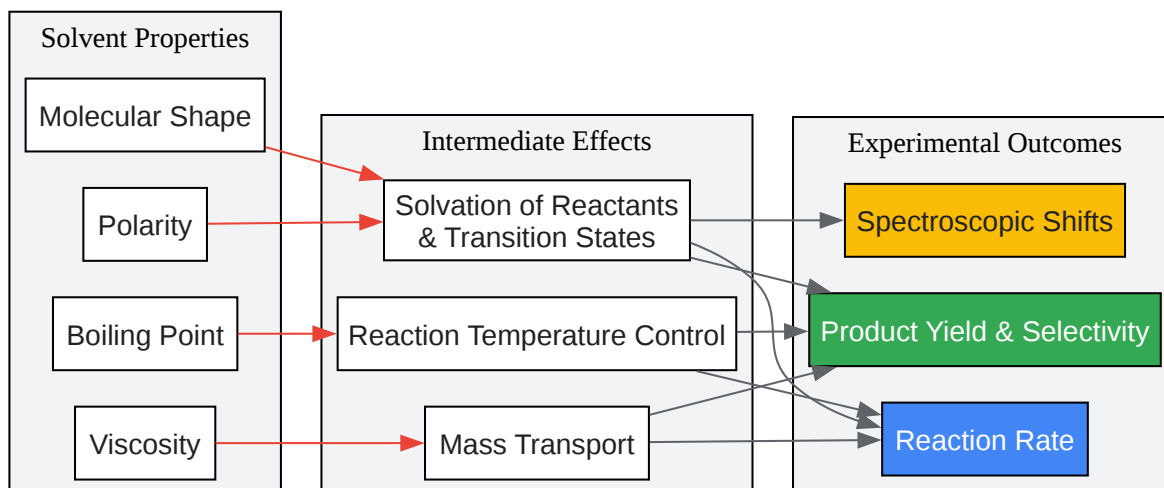 Solvent Properties
Molecular Shape
Polarity
Boiling Point
Viscosity
Intermediate Effects
Solvation of Reactants
& Transition States
Reaction Temperature Control
Mass Transport
Experimental Outcomes
Spectroscopic Shifts
Product Yield & Selectivity
Reaction Rate